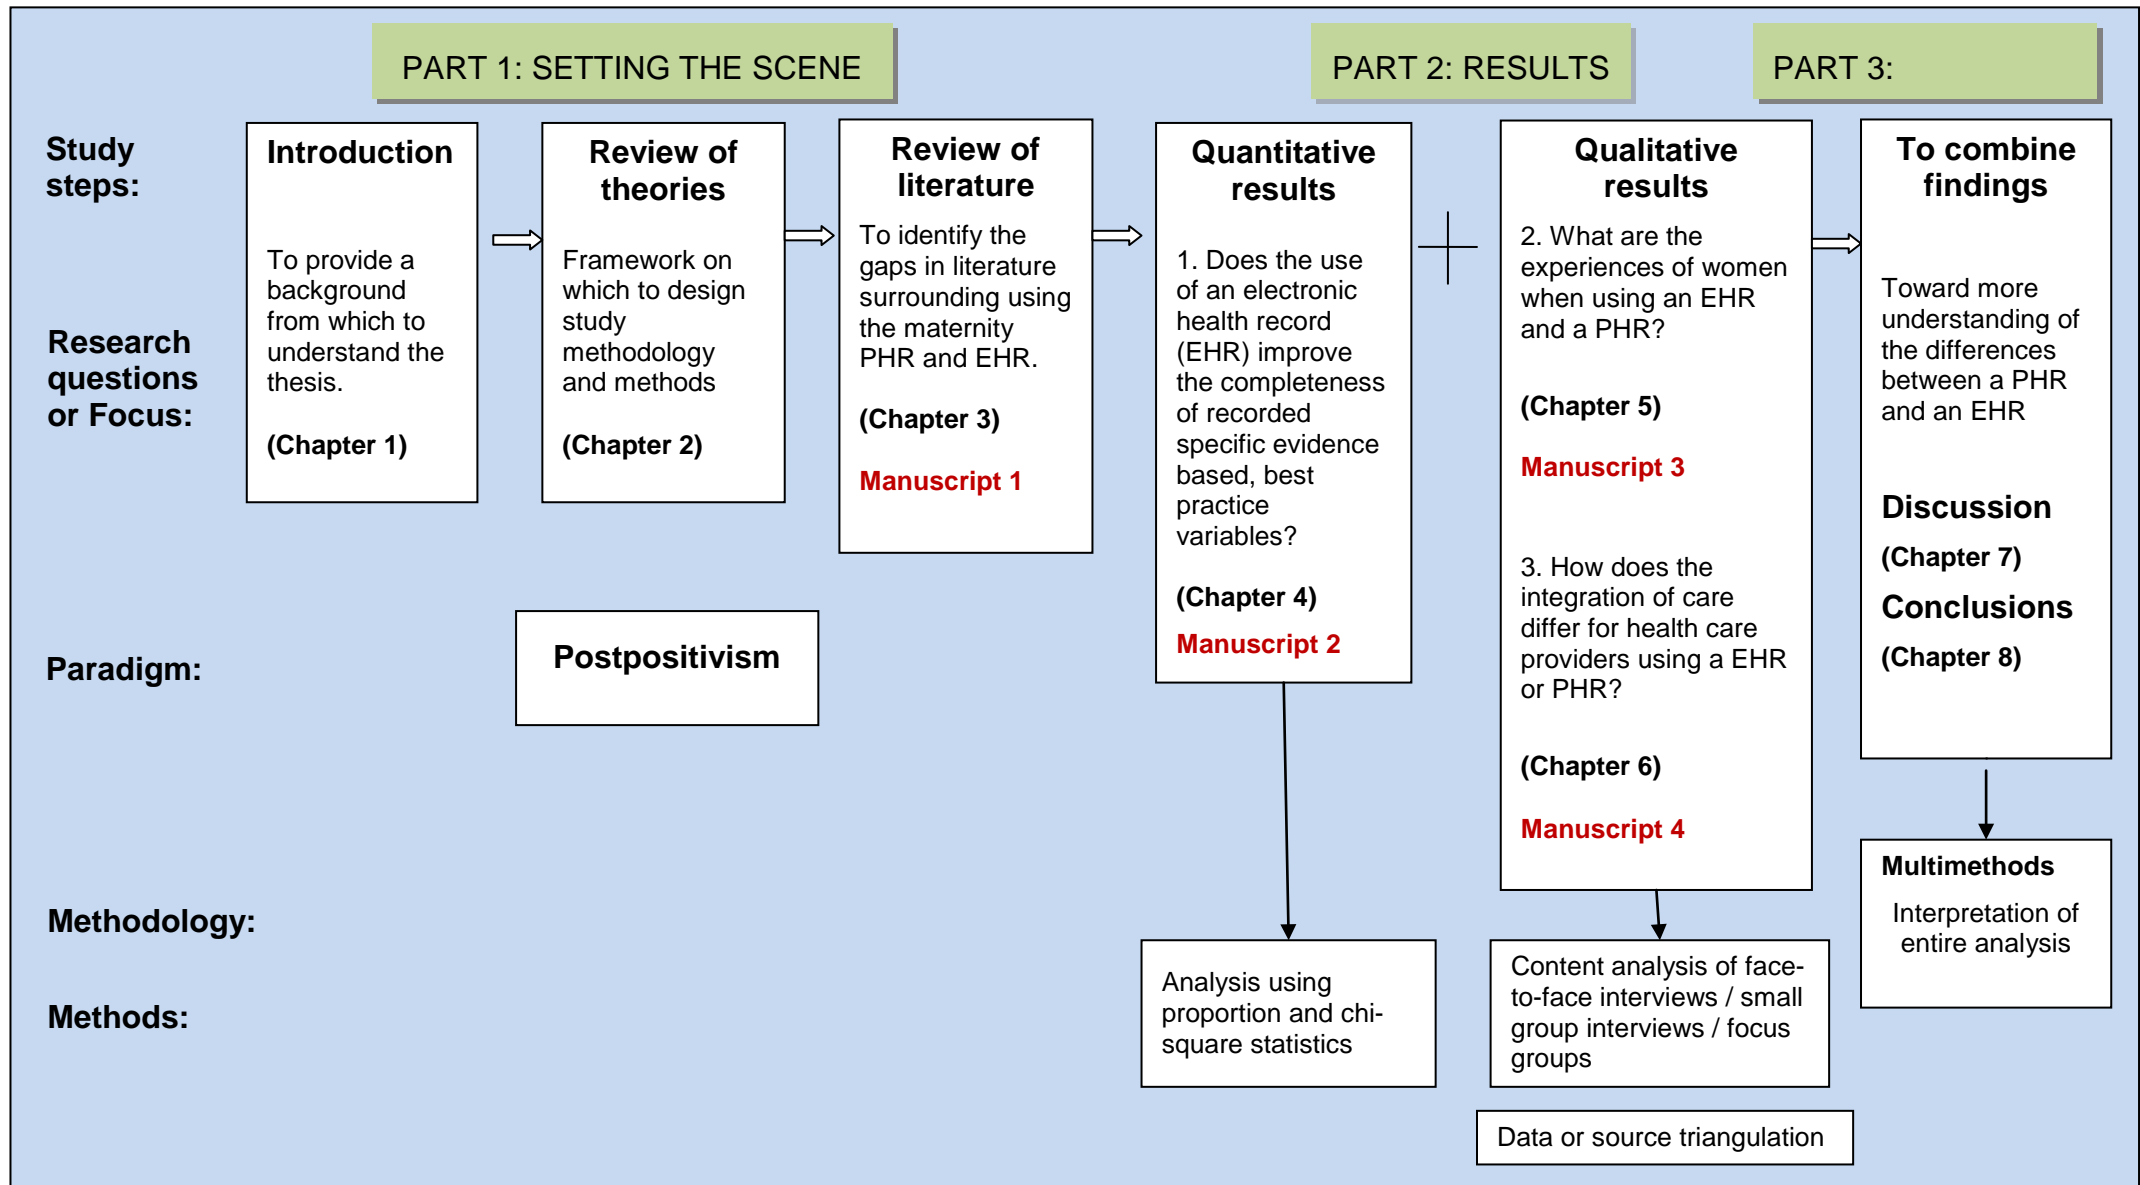 PART 1: SETTING THE SCENE
PART 2: RESULTS
PART 3:
Study
steps:
Introduction
Review of
theories
Review of
literature
Quantitative
results
Qualitative
results
To combine
findings
Research
questions
or Focus:
To provide a
background
from which to
understand the
thesis.
(Chapter 1)
Framework on
which to design
study
methodology
and methods
(Chapter 2)
To identify the
gaps in literature
surrounding using
the maternity
PHR and EHR.
(Chapter 3)
Manuscript 1
1. Does the use
of an electronic
health record
(EHR) improve
the completeness
of recorded
specific evidence
based, best
practice
variables?
(Chapter 4)
Manuscript 2
2. What are the
experiences of women
when using an EHR
and a PHR?
(Chapter 5)
Manuscript 3
3. How does the
integration of care
differ for health care
providers using a EHR
or PHR?
(Chapter 6)
Manuscript 4
Toward more
understanding of
the differences
between a PHR
and an EHR
Discussion
(Chapter 7)
Conclusions
(Chapter 8)
Paradigm:
Postpositivism
Methodology:
Multimethods
Interpretation of
entire analysis
Methods:
Analysis using
proportion and chi-
square statistics
Content analysis of face-
to-face interviews / small
group interviews / focus
groups
Data or source triangulation